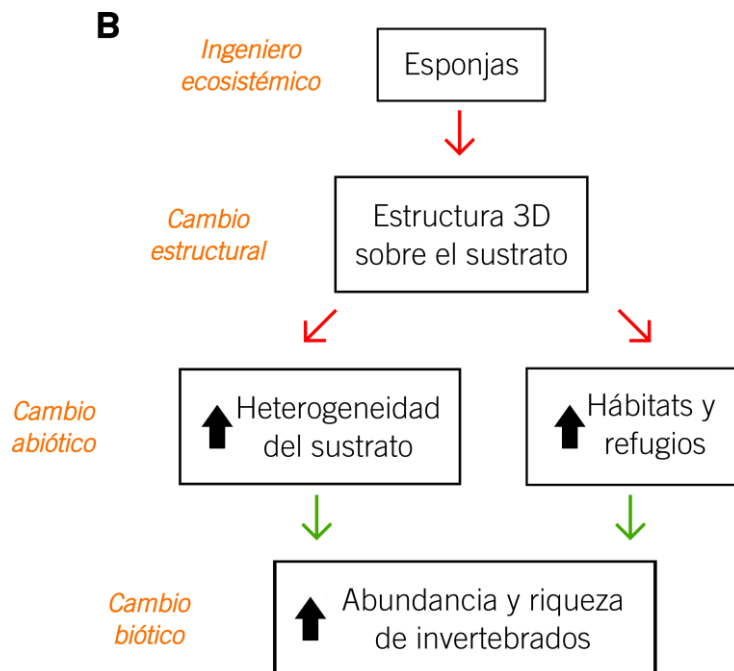 B
Ingeniero
ecosistémico
Esponjas
Cambio
estructural
Estructura 3D
sobre el sustrato
Cambio
abiótico
Heterogeneidad
del sustrato
Hábitats y
refugios
Cambio
biótico
Abundancia y riqueza
de invertebrados